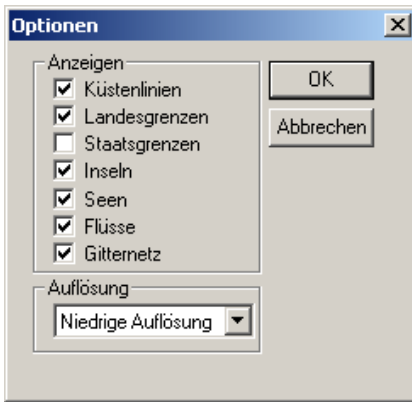 Optionen
Anzeigen
Küstenlinien
Landesgrenzen
Staatsgrenzen
Inseln
Seen
Flüsse
Gitternetz
OK
Abbrechen
Auflösung
Niedrige Auflösung